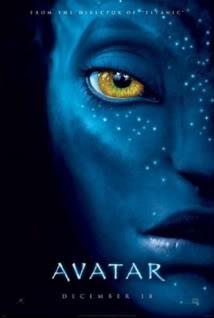 FROM THE DIRECTOR OF "TITANIC"
AVATAR
DECEMBER 18